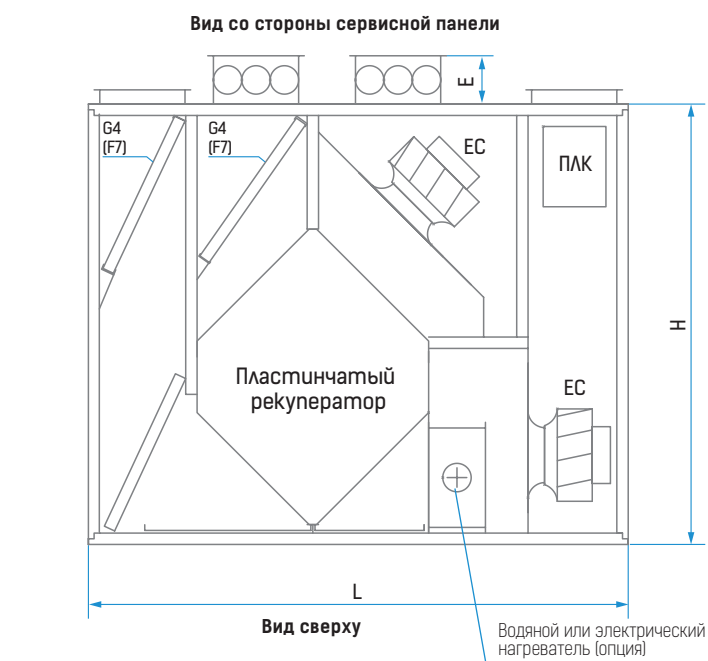 Вид со стороны сервисной панели
E
G4
(F7)
G4
(F7)
EC
ПЛК
H
Пластинчатый
рекуператор
EC
L
Вид сверху
Водяной или электрический
нагреватель (опция)